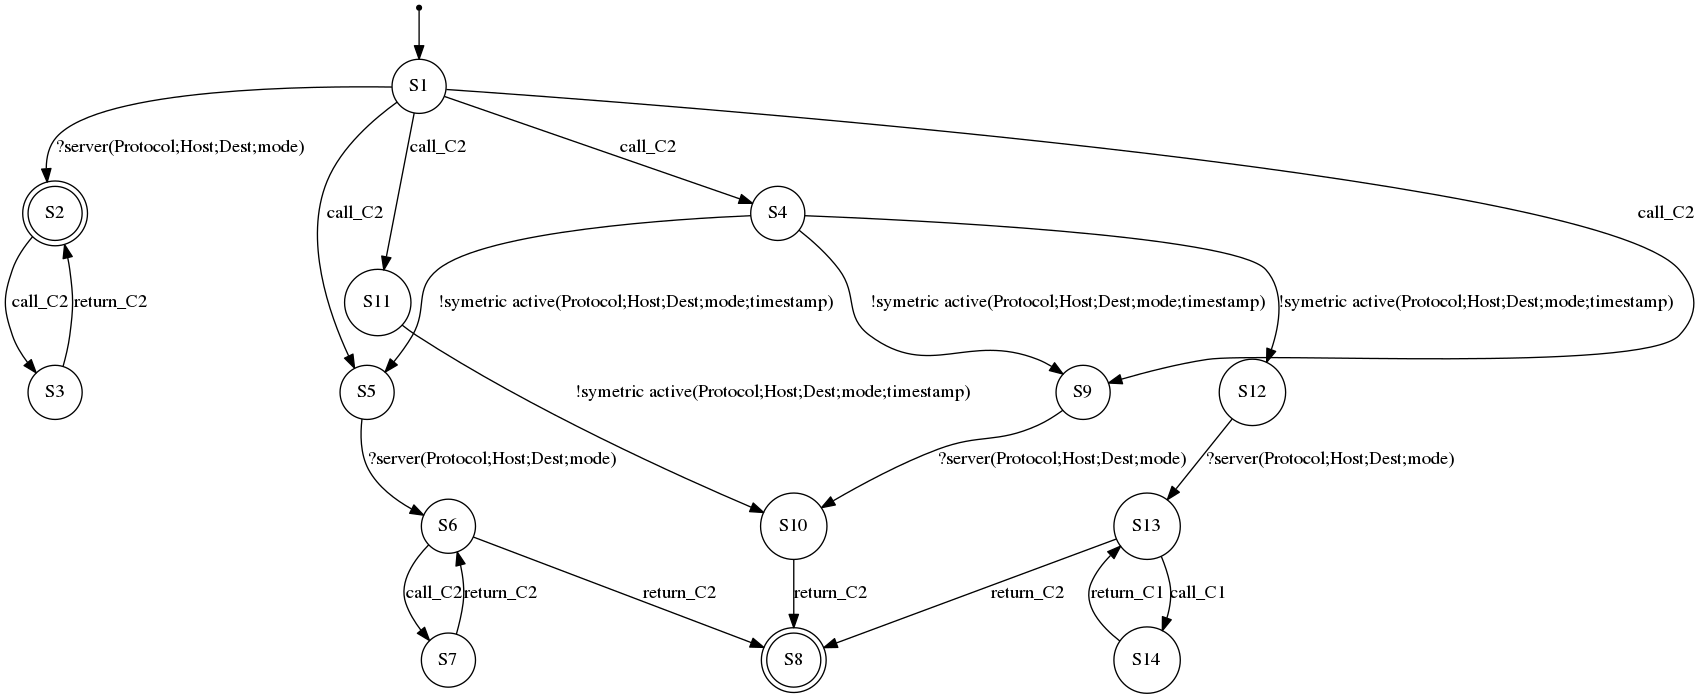 S1
?server(Protocol;Host;Dest;mode)
call_C2
call_C2
S2
call_C2
S4
call_C2
call_C2
return_C2
S11
!symetric active(Protocol;Host;Dest;mode;timestamp)
!symetric active(Protocol;Host;Dest;mode;timestamp)
!symetric active(Protocol;Host;Dest;mode;timestamp)
S3
S5
!symetric active(Protocol;Host;Dest;mode;timestamp)
S9
S12
?server(Protocol;Host;Dest;mode)
?server(Protocol;Host;Dest;mode)
?server(Protocol;Host;Dest;mode)
S6
S10
S13
call_C2
return_C2
return_C2
return_C2
return_C2
return_C1
call_C1
S7
S8
S14